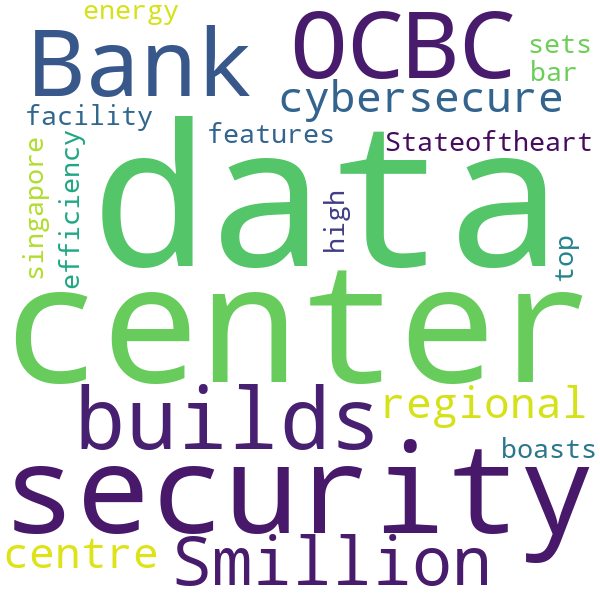 energy
Bank
OCBC
sets
bar
cybersecure
facility
features
Stateoftheart
data
singapore
efficiency
high
top
center
builds
regional
boasts
security
centre
Smillion